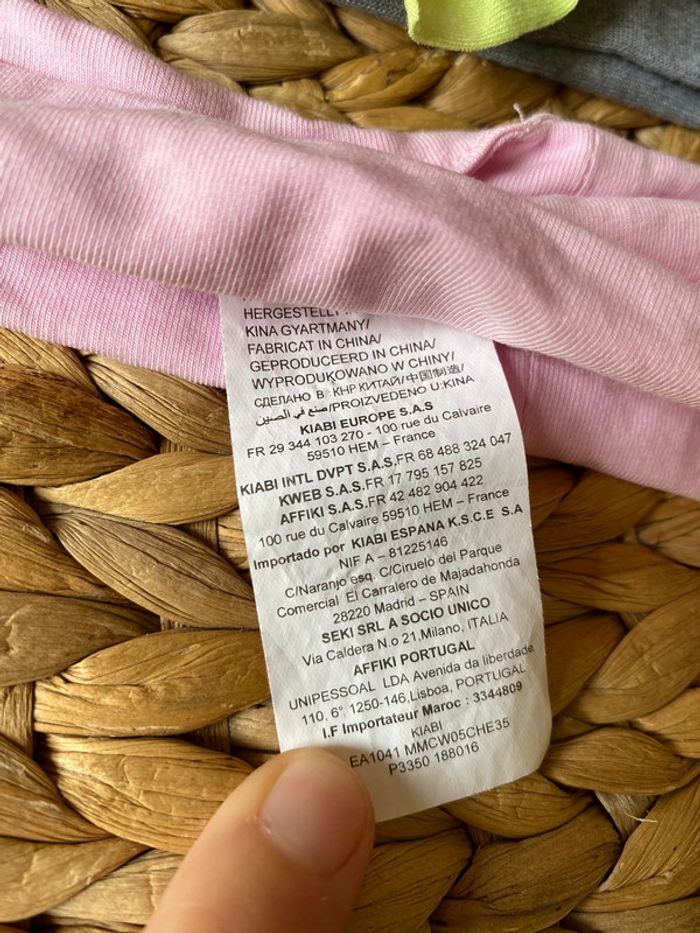 HERGESTELLT
KINA GYARTMANY/
FABRICAT IN CHINA/
GEPRODUCEERD IN CHINA/
WYPRODUKOWANO W CHINY/
СДЕЛАНО В : КНР КИТАЙ/中国制造/
صنع في الصين/PROIZVEDENO U:KINA
KIABI EUROPE S.A.S
FR 29 344 103 270 - 100 rue du Calvaire
59510 HEM – France
KIABI INTL DVPT S.A.S.FR 68 488 324 047
KWEB S.A.S.FR 17 795 157 825
AFFIKI S.A.S.FR 42 482 904 422
100 rue du Calvaire 59510 HEM – France
Importado por KIABI ESPANA K.S.C.E S.A
NIF A – 81225146
C/Naranjo esq. C/Ciruelo del Parque
Comercial El Carralero de Majadahonda
28220 Madrid – SPAIN
SEKI SRL A SOCIO UNICO
Via Caldera N.o 21,Milano, ITALIA
AFFIKI PORTUGAL
UNIPESSOAL LDA Avenida da liberdade
110, 6°, 1250-146,Lisboa, PORTUGAL
I.F Importateur Maroc : 3344809
KIABI
EA1041 MMCW05CHE35
P3350 188016